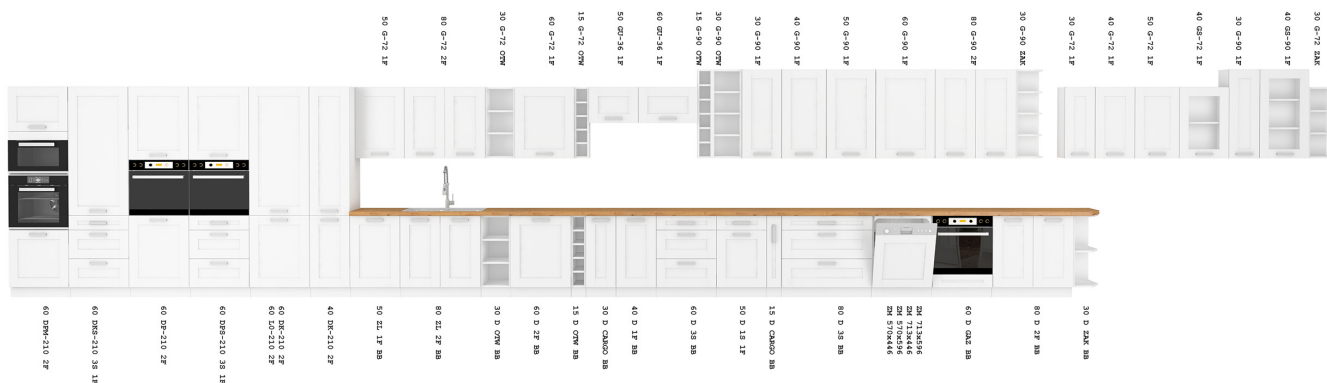 50 G-72 1F
80 G-72 2F
30 G-72 OTW
60 G-72 1F
15 G-72 OTW
50 GU-36 1F
60 GU-36 1F
15 G-90 OTW
30 G-90 OTW
30 G-90 1F
40 G-90 1F
50 G-90 1F
60 G-90 1F
80 G-90 2F
30 G-90 ZAK
30 G-72 1F
40 G-72 1F
50 G-72 1F
40 GS-72 1F
30 G-90 1F
40 GS-90 1F
30 G-72 ZAK
60 DPM-210 2F
60 DKS-210 3S 1F
60 DP-210 2F
60 DPS-210 3S 1F
60 DK-210 2F
60 LO-210 2F
40 DK-210 2F
50 ZL 1F BB
80 ZL 2F BB
30 D OTW BB
60 D 2F BB
15 D OTW BB
30 D CARGO BB
40 D 1F BB
60 D 3S BB
50 D 1S 1F
15 D CARGO BB
80 D 3S BB
ZM 713x596
ZM 713x446
ZM 570x596
ZM 570x446
60 D GAZ BB
80 D 2F BB
30 D ZAK BB